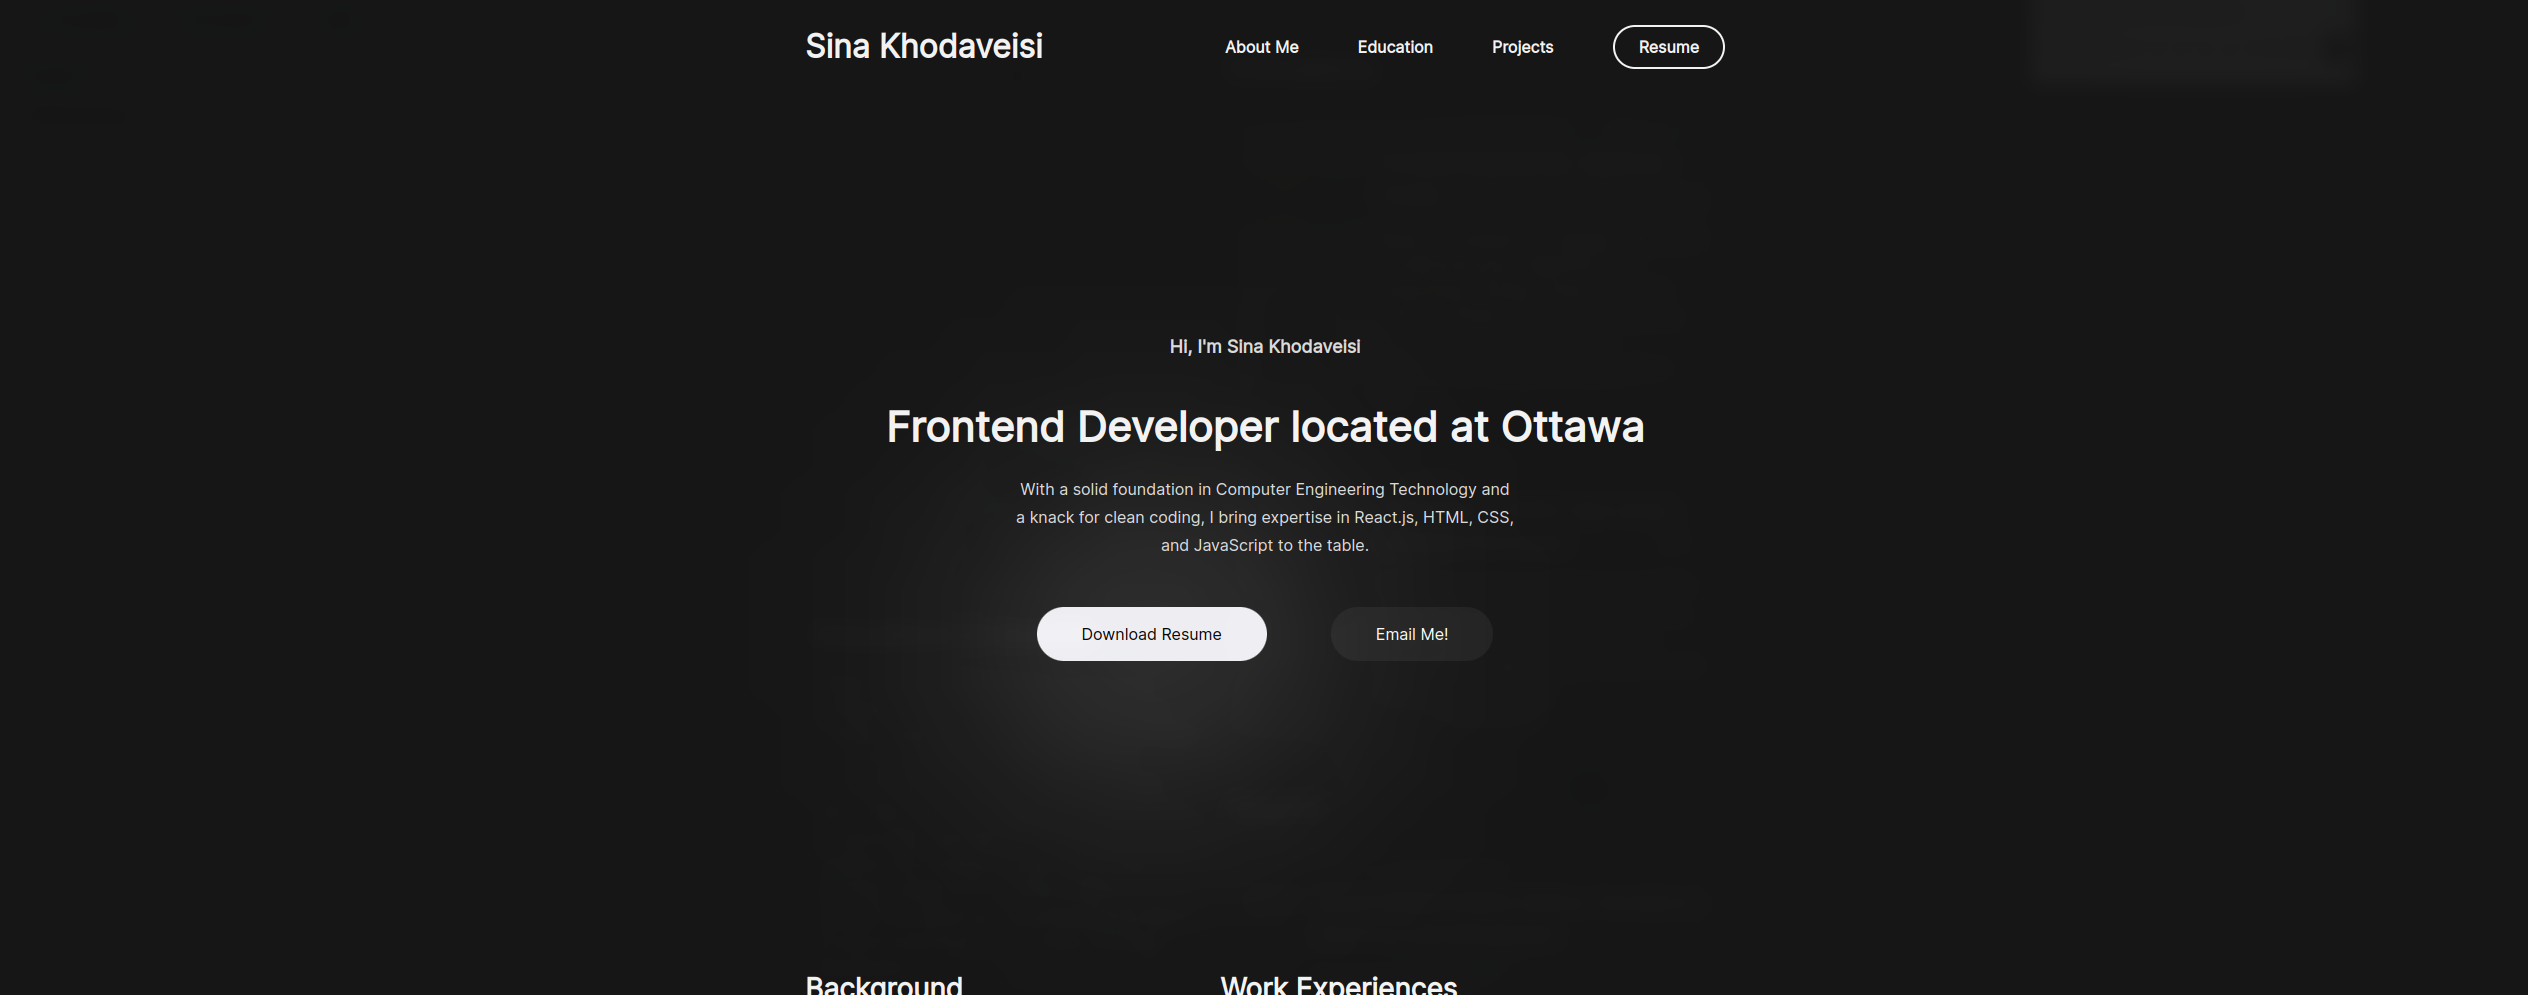 Sina Khodaveisi
About Me
Education
Projects
Resume
Hi, I'm Sina Khodaveisi
Frontend Developer located at Ottawa
With a solid foundation in Computer Engineering Technology and
a knack for clean coding, I bring expertise in React.js, HTML, CSS,
and JavaScript to the table.
Download Resume
Email Me!
Background
Work Experiences